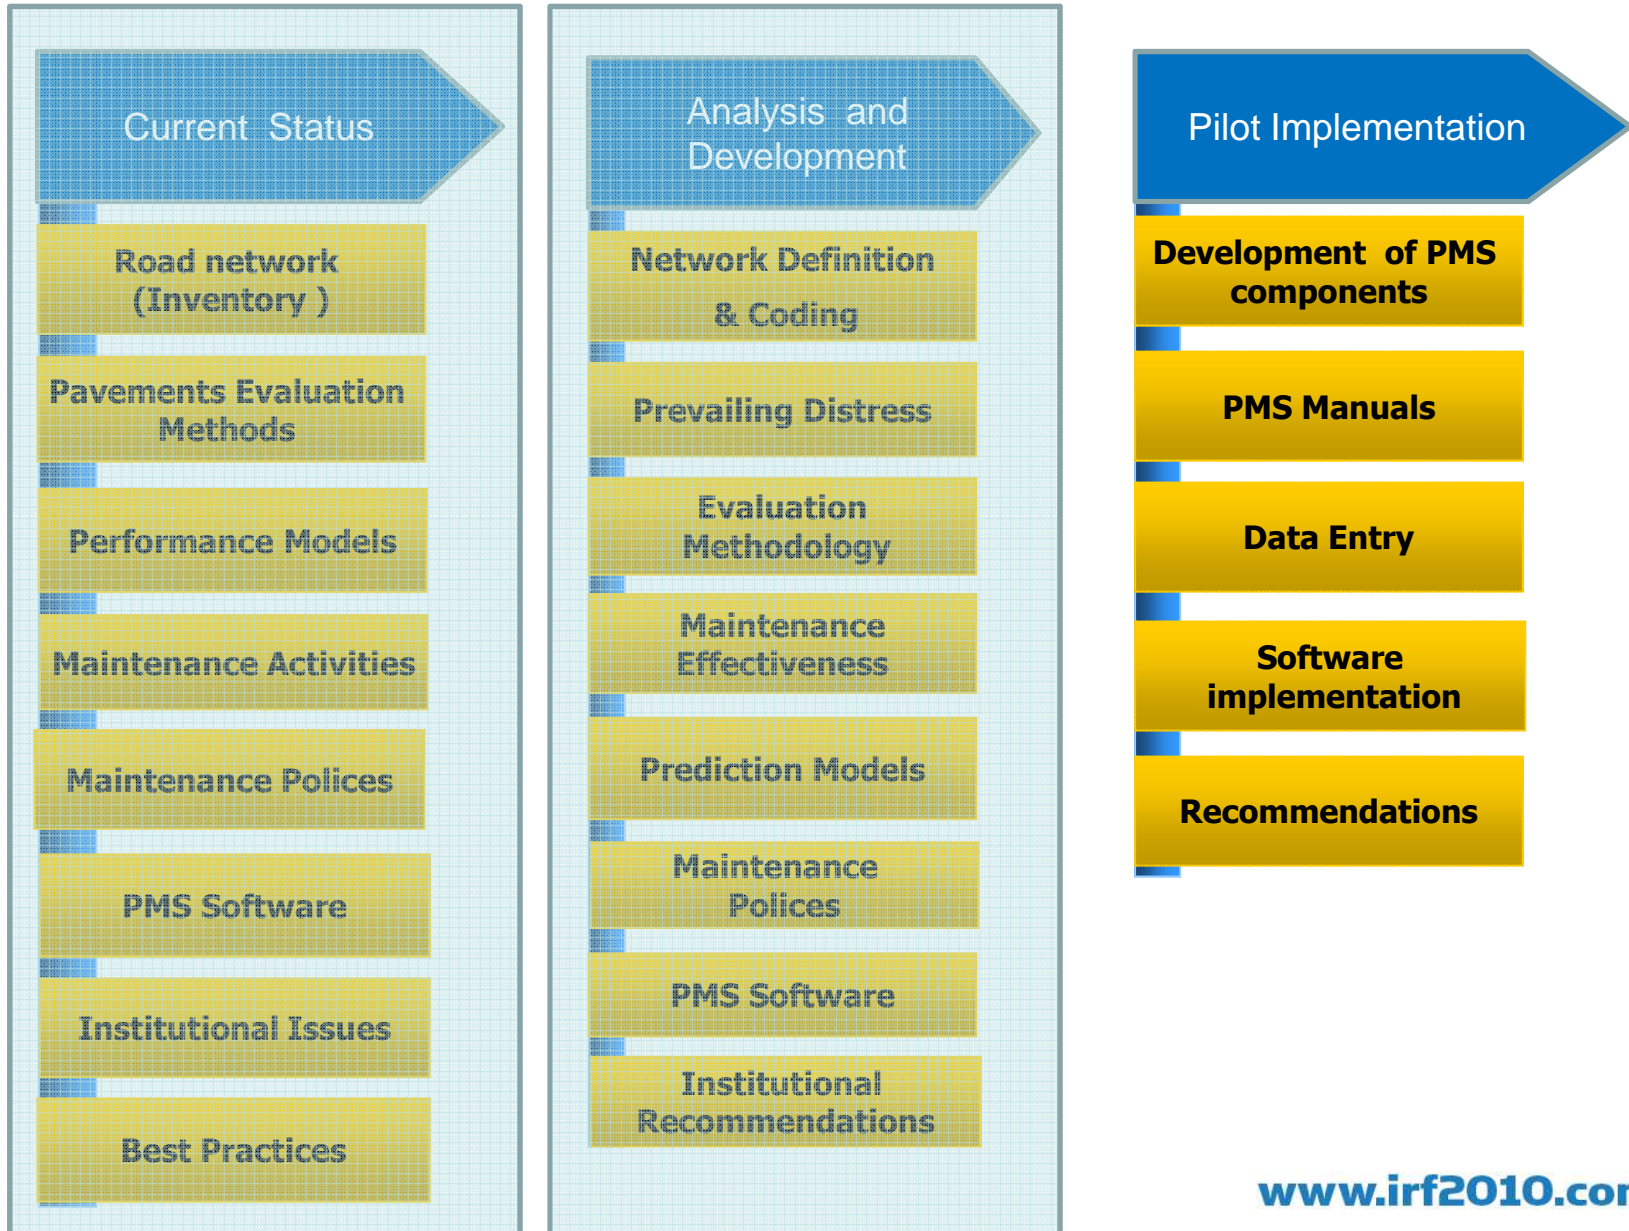 Current Status
Road network
(Inventory )
Pavements Evaluation
Methods
Performance Models
Maintenance Activities
Maintenance Polices
PMS Software
Institutional Issues
Best Practices
Analysis and
Development
Network Definition
& Coding
Prevailing Distress
Evaluation
Methodology
Maintenance
Effectiveness
Prediction Models
Maintenance
Polices
PMS Software
Institutional
Recommendations
Pilot Implementation
Development of PMS
components
PMS Manuals
Data Entry
Software
implementation
Recommendations
www.irf2010.cor